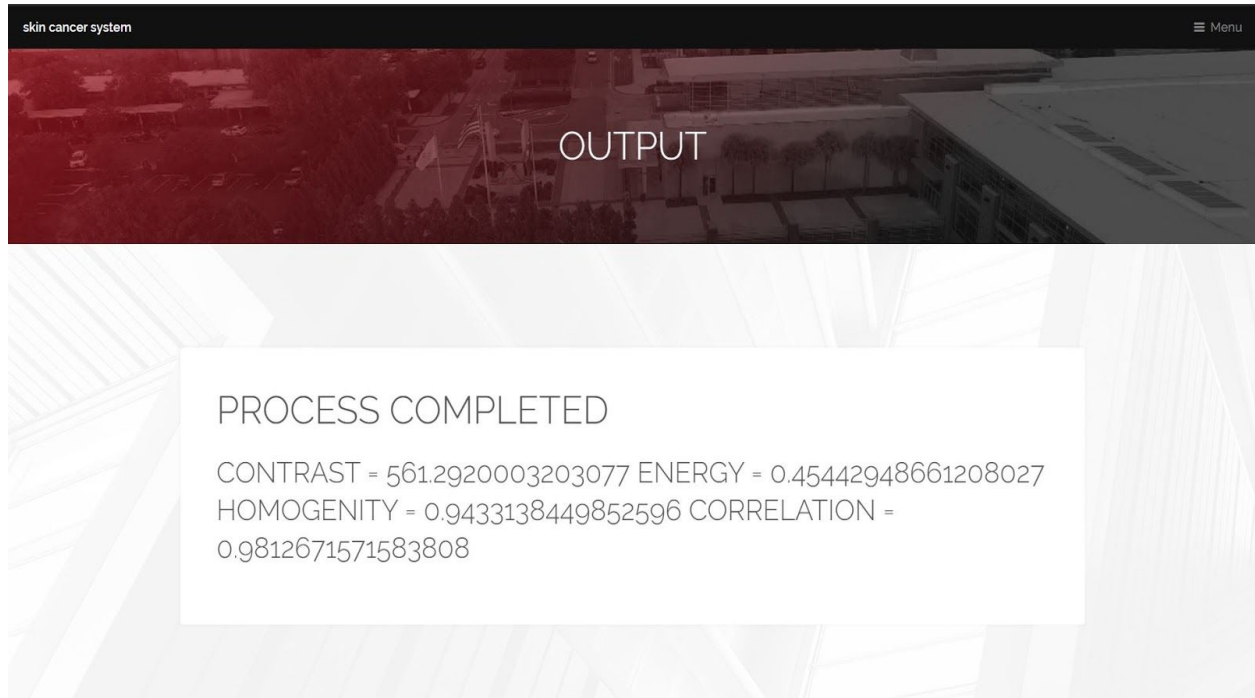 skin cancer system
Menu
OUTPUT
PROCESS COMPLETED
CONTRAST = 561.2920003203077 ENERGY = 0.45442948661208027
HOMOGENITY = 0.9433138449852596 CORRELATION =
0.9812671571583808